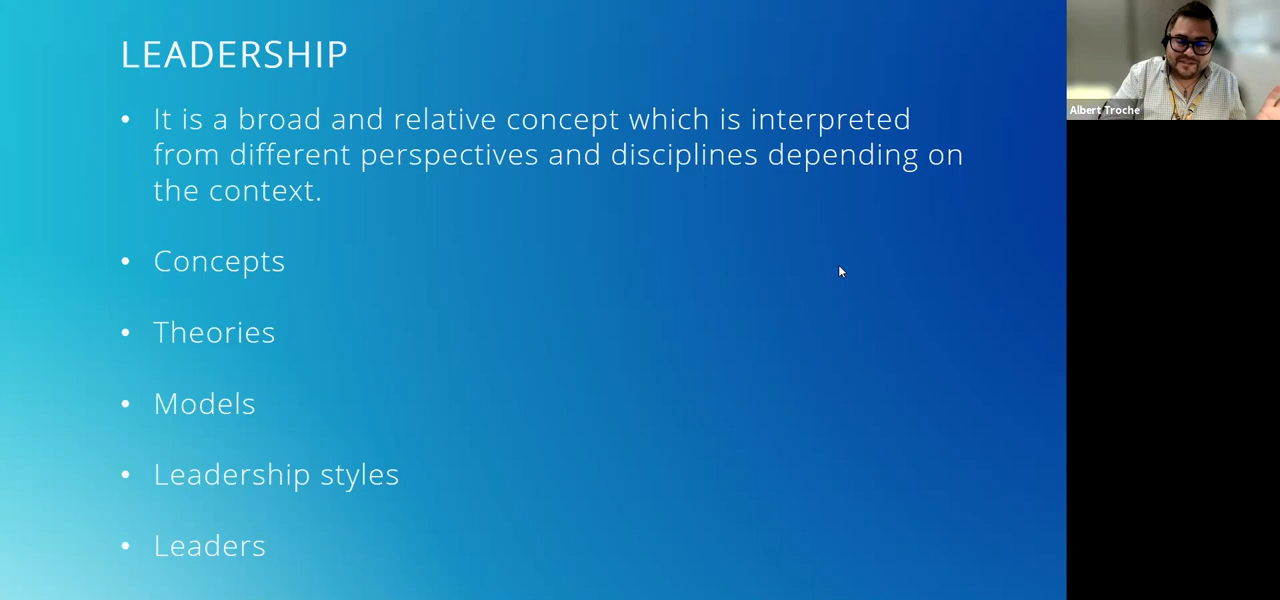 LEADERSHIP
• It is a broad and relative concept which is interpreted
from different perspectives and disciplines depending on
the context.
• Concepts
• Theories
• Models
• Leadership styles
• Leaders
Albert Troche